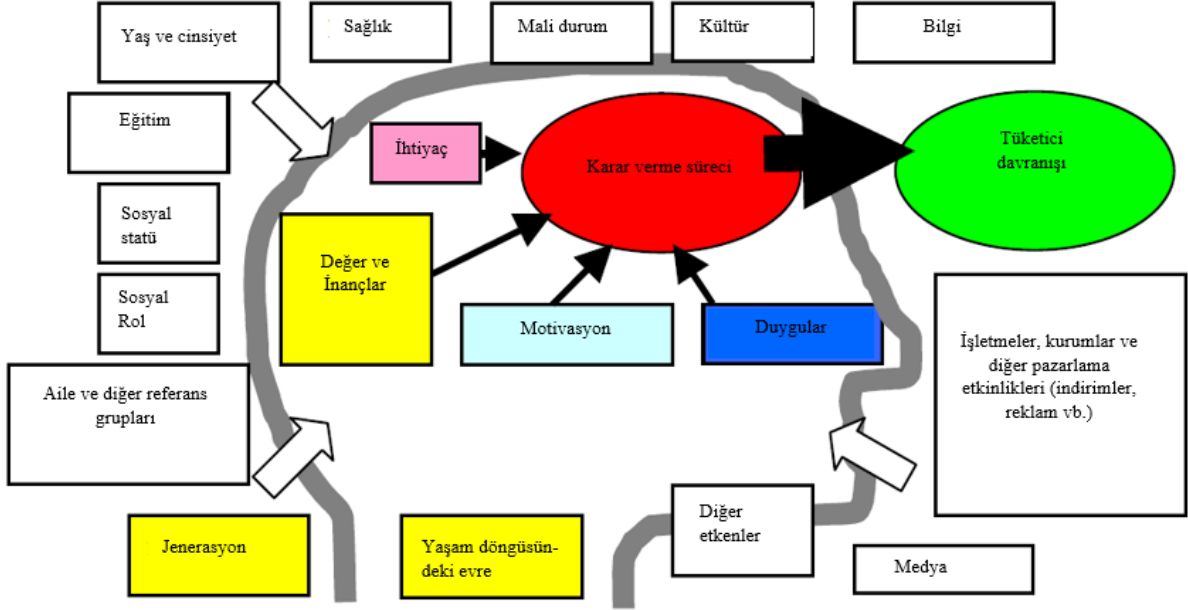 Yaş ve cinsiyet
Sağlık
Mali durum
Kültür
Bilgi
Eğitim
İhtiyaç
Karar verme süreci
Tüketici
davranışı
Sosyal
statü
Değer ve
İnançlar
Sosyal
Rol
Motivasyon
Duygular
İşletmeler, kurumlar ve
diğer pazarlama
etkinlikleri (indirimler,
reklam vb.)
Aile ve diğer referans
grupları
Jenerasyon
Yaşam döngüsün-
deki evre
Diğer
etkenler
Medya